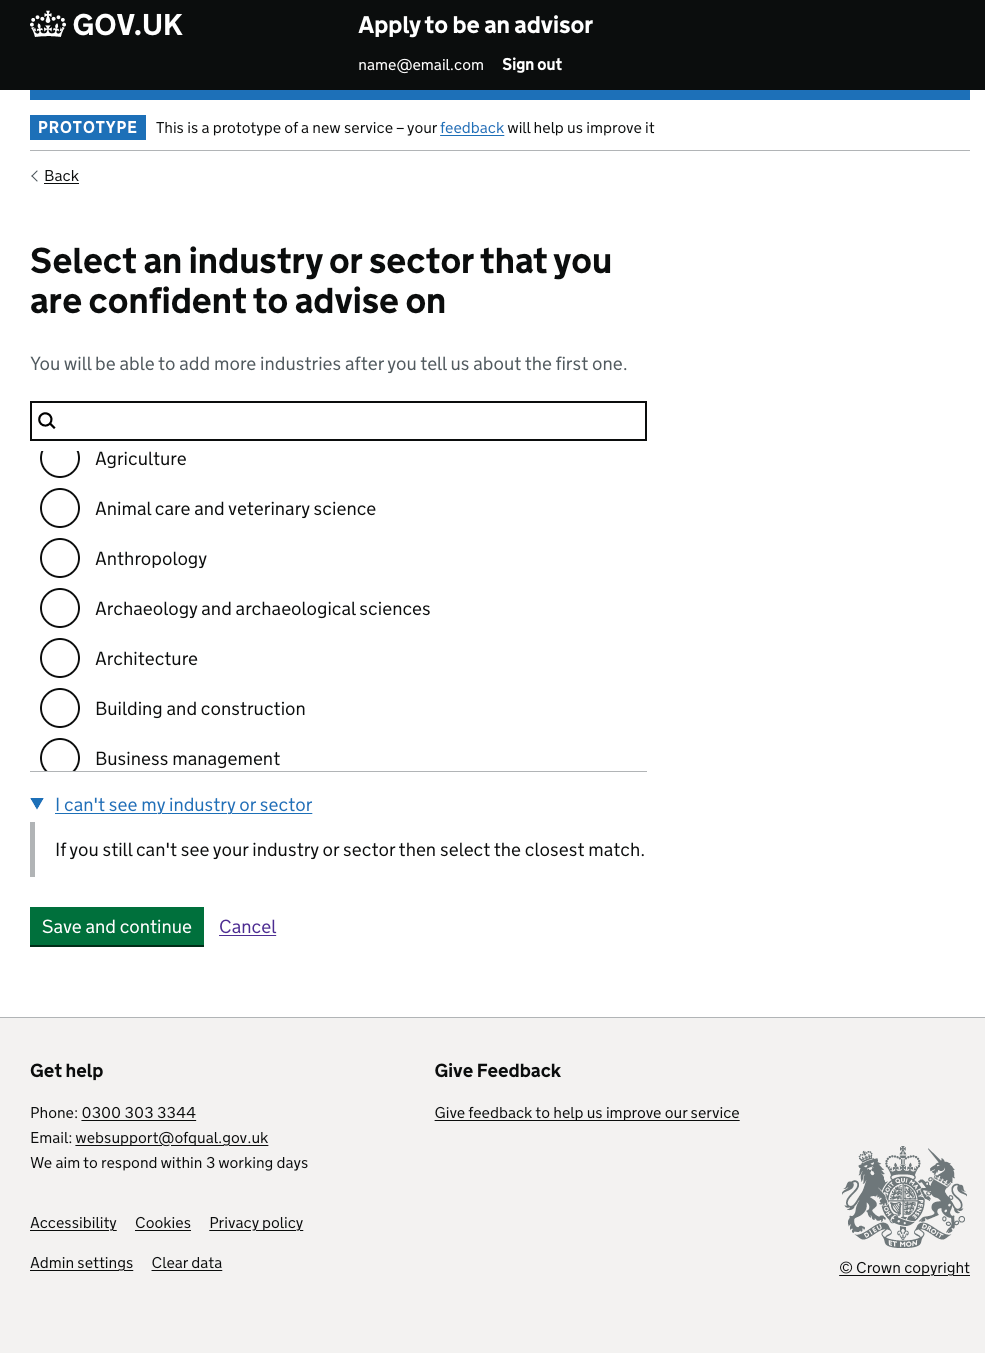 GOV.UK
Apply to be an advisor
name@email.com Sign out
PROTOTYPE This is a prototype of a new service – your feedback will help us improve it
Back
Select an industry or sector that you
are confident to advise on
You will be able to add more industries after you tell us about the first one.
Agriculture
Animal care and veterinary science
Anthropology
Archaeology and archaeological sciences
Architecture
Building and construction
Business management
I can't see my industry or sector
If you still can't see your industry or sector then select the closest match.
Save and continue Cancel
Get help
Phone: 0300 303 3344
Email: websupport@ofqual.gov.uk
We aim to respond within 3 working days
Accessibility Cookies Privacy policy
Admin settings Clear data
Give Feedback
Give feedback to help us improve our service
DIEU ET MON DROIT
© Crown copyright